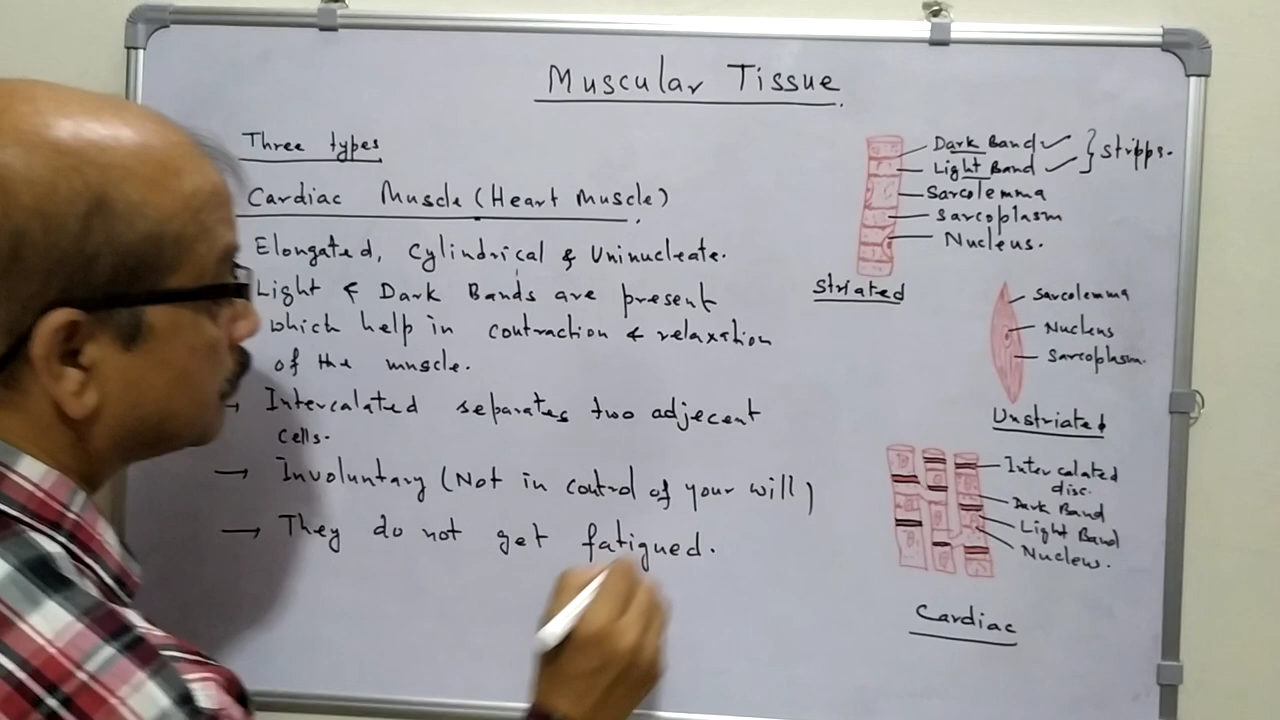 Muscular Tissue
Three types
Cardiac Muscle (Heart Muscle)
Elongated, Cylindrical & Uninucleate.
Light & Dark Bands are present
which help in contraction & relaxation
of the muscle.
→ Intercalated separates two adjecent
cells.
→ Involuntary (Not in control of your will)
→ They do not get fatigued.
Dark Band ✓
Light Band ✓ } Stripps.
Sarcolemma
Sarcoplasm
Nucleus.
Striated
Sarcolemma
Nucleus
Sarcoplasm.
Unstriated
Intercalated
disc.
Dark Band
Light Band
Nucleus.
Cardiac